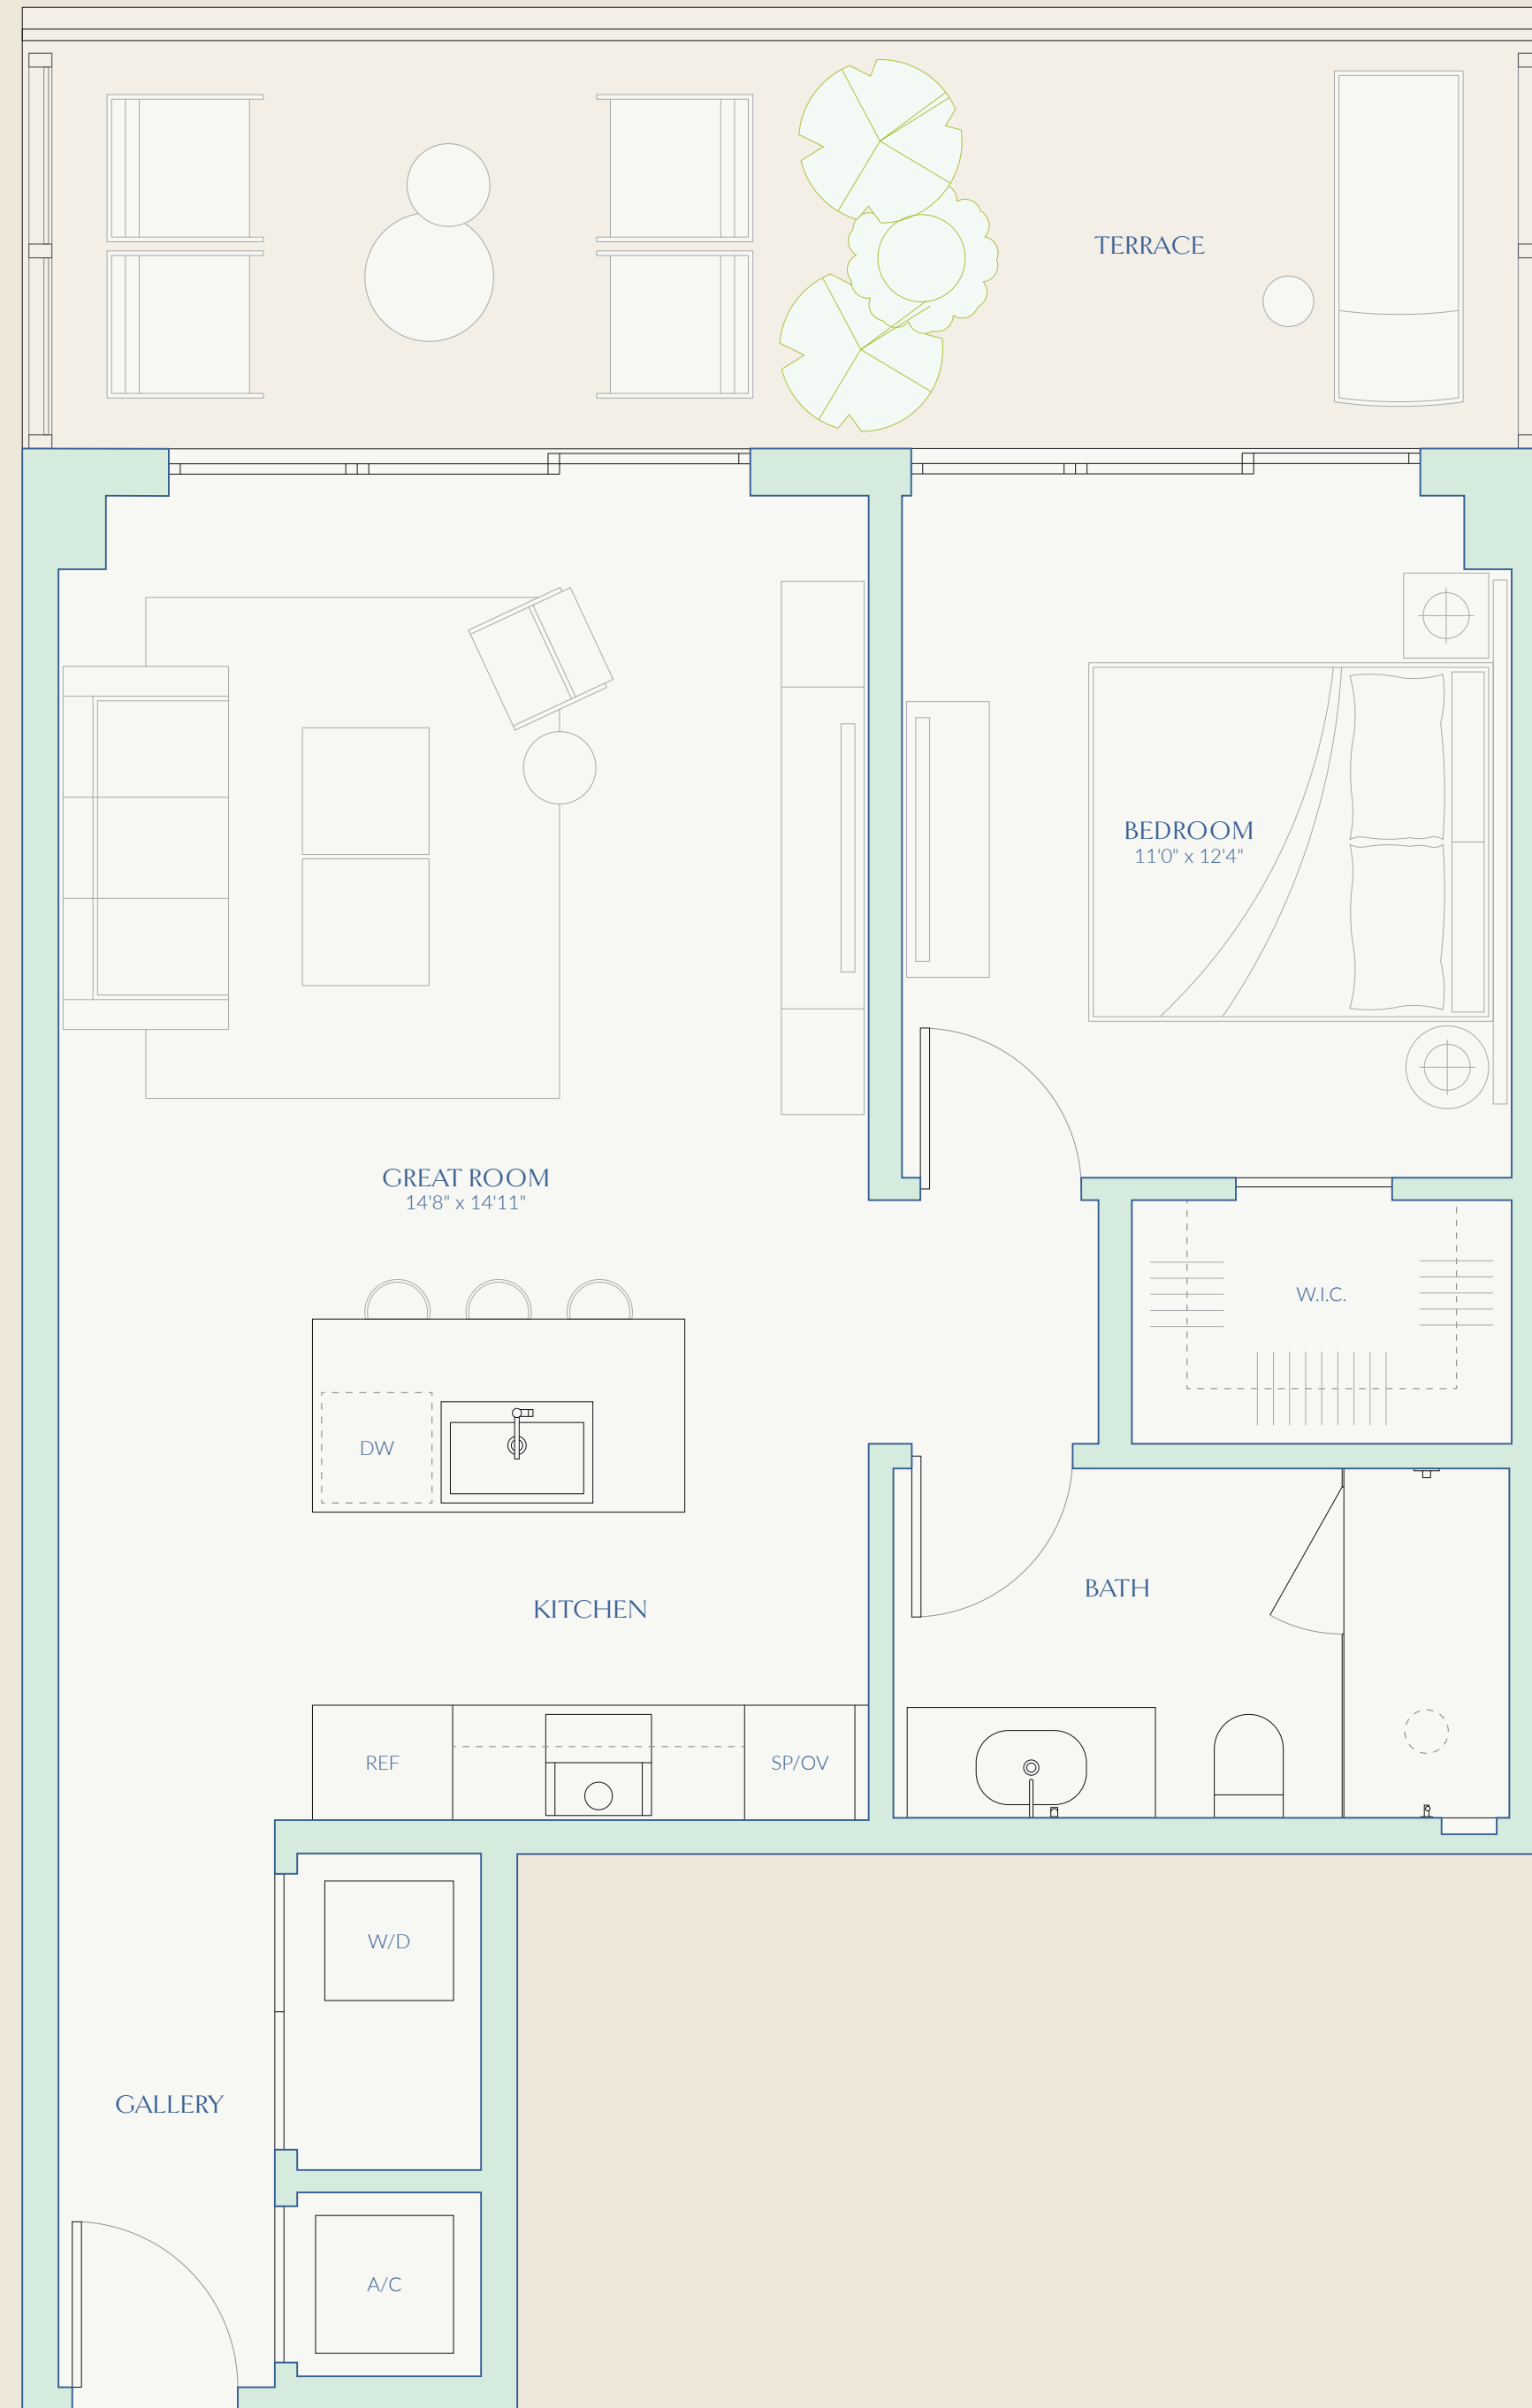 TERRACE
BEDROOM
11'0" x 12'4"
GREAT ROOM
14'8" x 14'11"
W.I.C.
DW
BATH
KITCHEN
REF
SP/OV
W/D
GALLERY
A/C